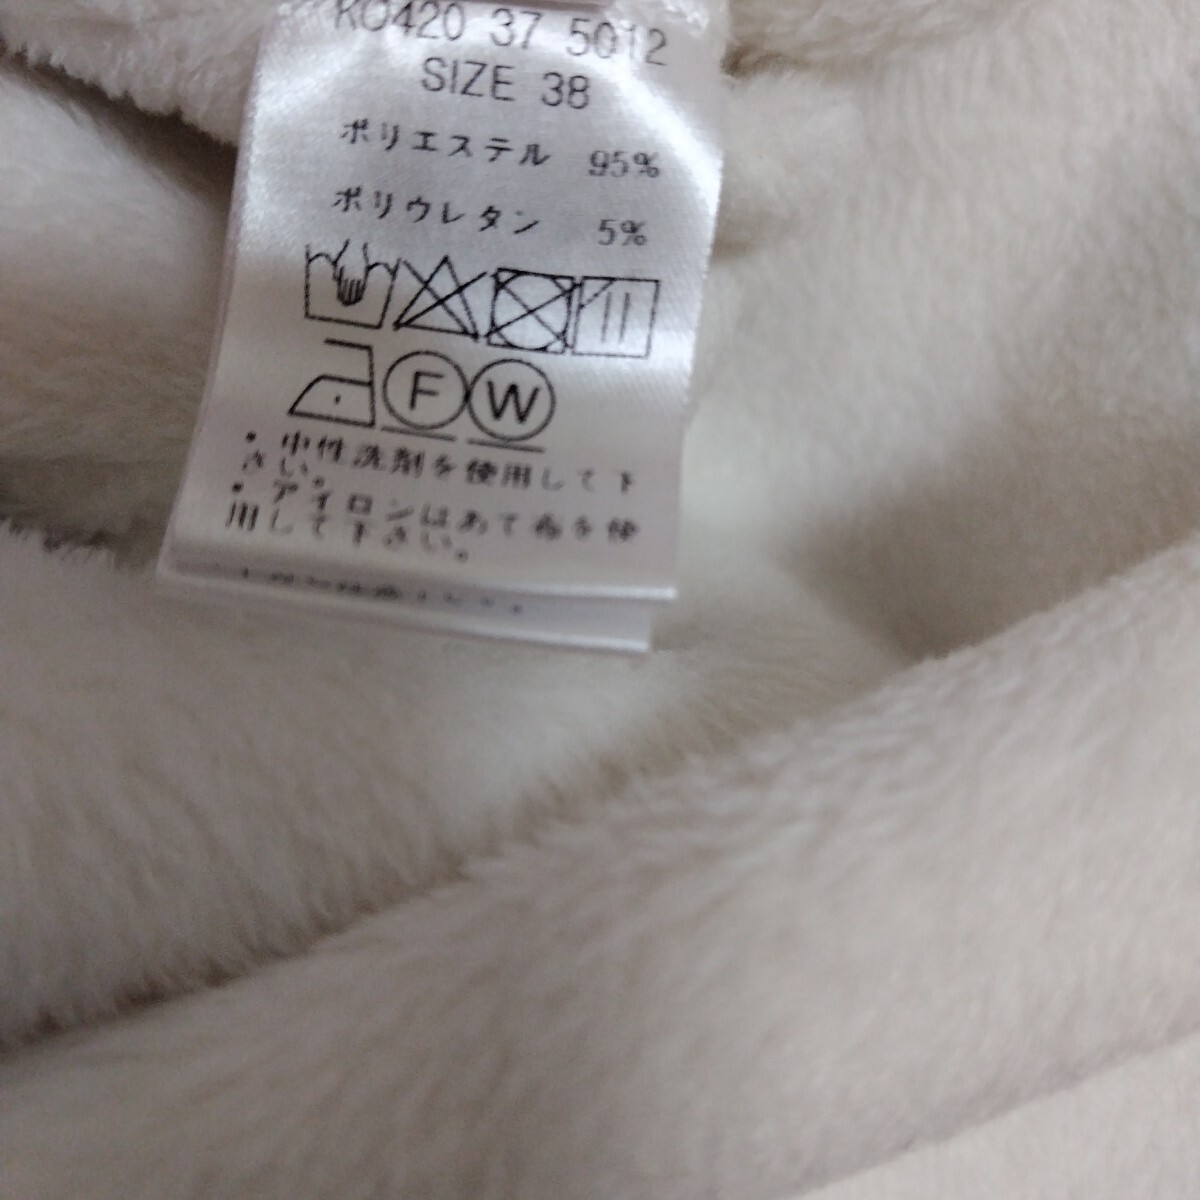 KO420 37 5012
SIZE 38
ポリエステル 95%
ポリウレタン 5%
F W
・中性洗剤を使用して下
さい。
・アイロンはあて布を使
用して下さい。